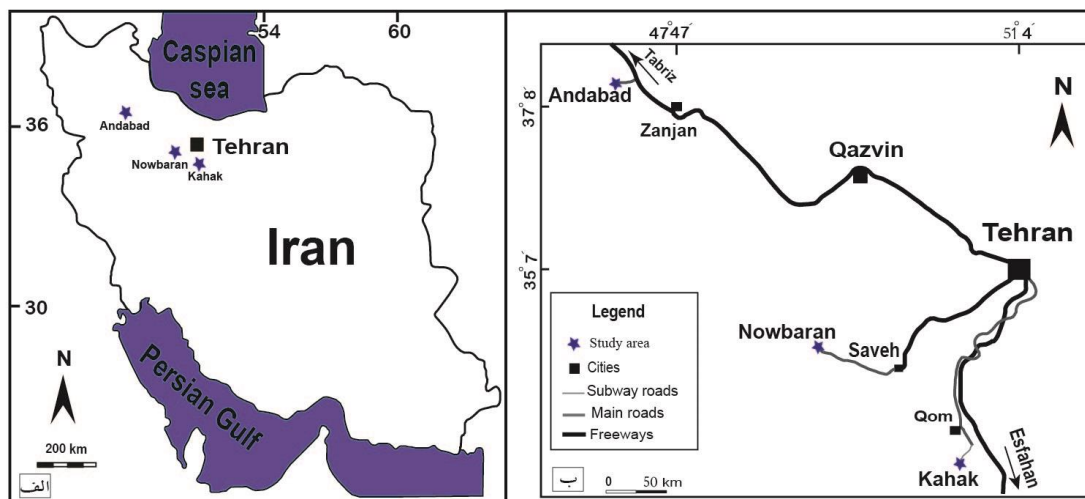 54
60
Caspian
sea
36
Andabad
Tehran
Nowbaran
Kahak
Iran
30
N
Persian Gulf
200 km
الف
47°47′
51°4′
Tabriz
Andabad
37°8′
Zanjan
N
Qazvin
Tehran
35°7′
Legend
Study area
Cities
Subway roads
Main roads
Freeways
Nowbaran
Saveh
Qom
Esfahan
Kahak
ب
0 50 km